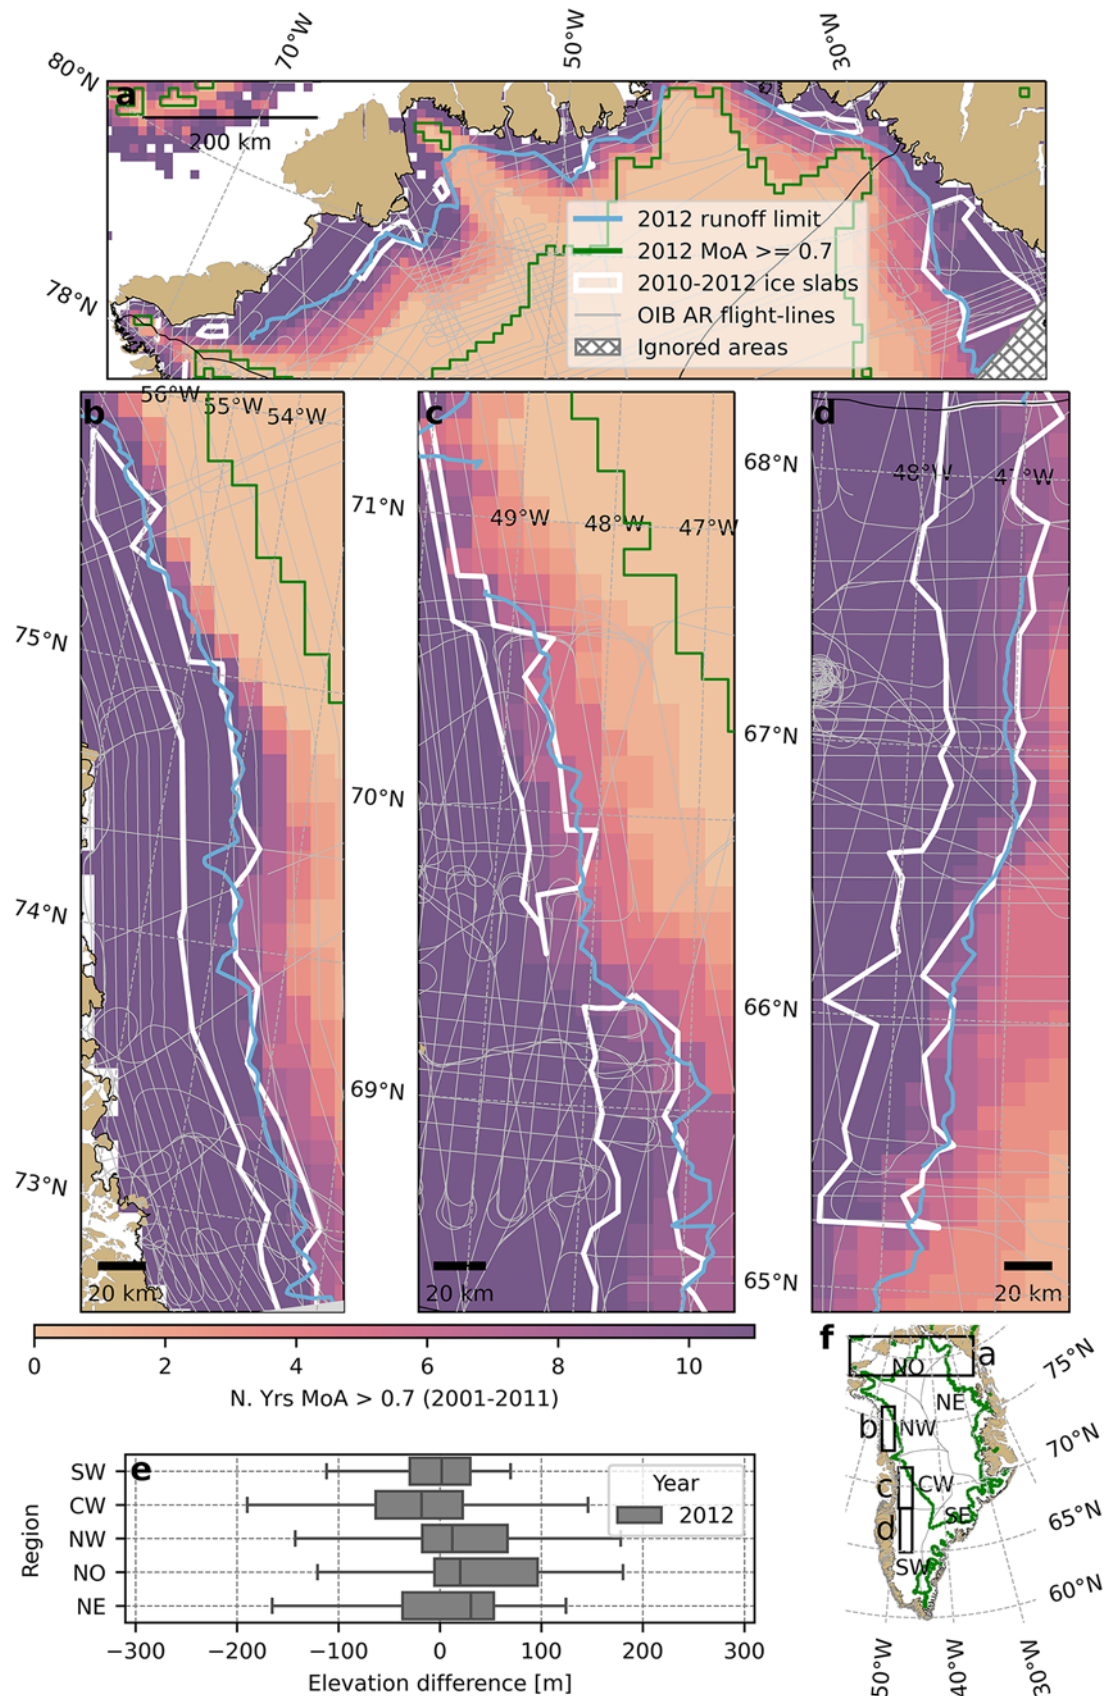 70°W
50°W
30°W
80°N
a
200 km
2012 runoff limit
2012 MoA >= 0.7
2010-2012 ice slabs
OIB AR flight-lines
Ignored areas
78°N
b
56°W
55°W
54°W
c
d
68°N
48°W
47°W
71°N
49°W
48°W
47°W
75°N
67°N
70°N
74°N
66°N
69°N
73°N
65°N
20 km
20 km
20 km
0 2 4 6 8 10
N. Yrs MoA > 0.7 (2001-2011)
f
a
75°N
NO
NE
b
NW
70°N
c
CW
SE
65°N
d
SW
60°N
50°W
40°W
30°W
e
Region
SW
CW
NW
NO
NE
Year
2012
−300 −200 −100 0 100 200 300
Elevation difference [m]